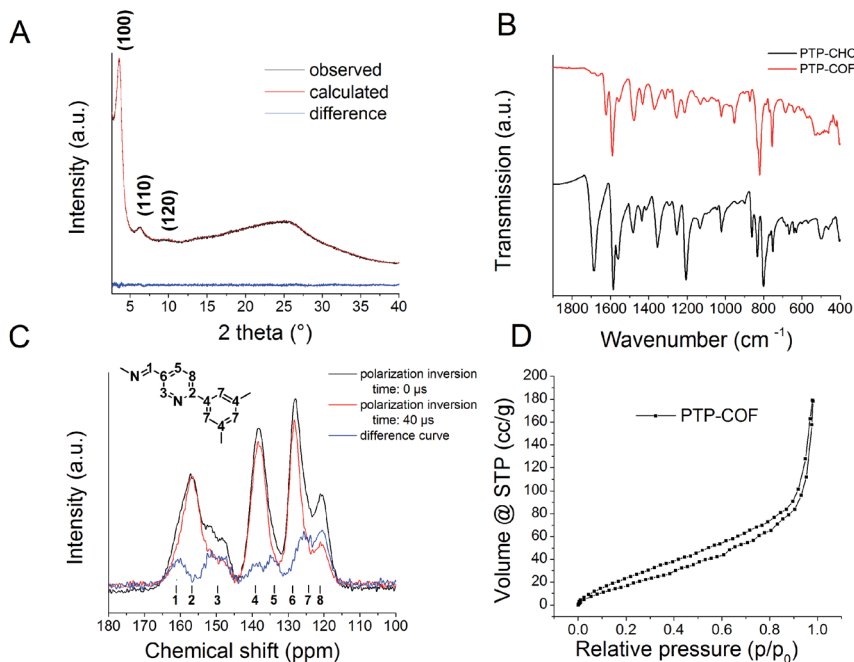 A
(100)
(110)
(120)
observed
calculated
difference
Intensity (a.u.)
5 10 15 20 25 30 35 40
2 theta (°)
B
PTP-CHO
PTP-COF
Transmission (a.u.)
1800 1600 1400 1200 1000 800 600 400
Wavenumber (cm -1)
C
N 1 5 8 6 3 N 2 4 7 4 7 4 7
polarization inversion
time: 0 µs
polarization inversion
time: 40 µs
difference curve
Intensity (a.u.)
1 2 3 4 5 6 7 8
180 170 160 150 140 130 120 110 100
Chemical shift (ppm)
D
PTP-COF
Volume @ STP (cc/g)
200
180
160
140
120
100
80
60
40
20
0
0.0 0.2 0.4 0.6 0.8 1.0
Relative pressure (p/p0)